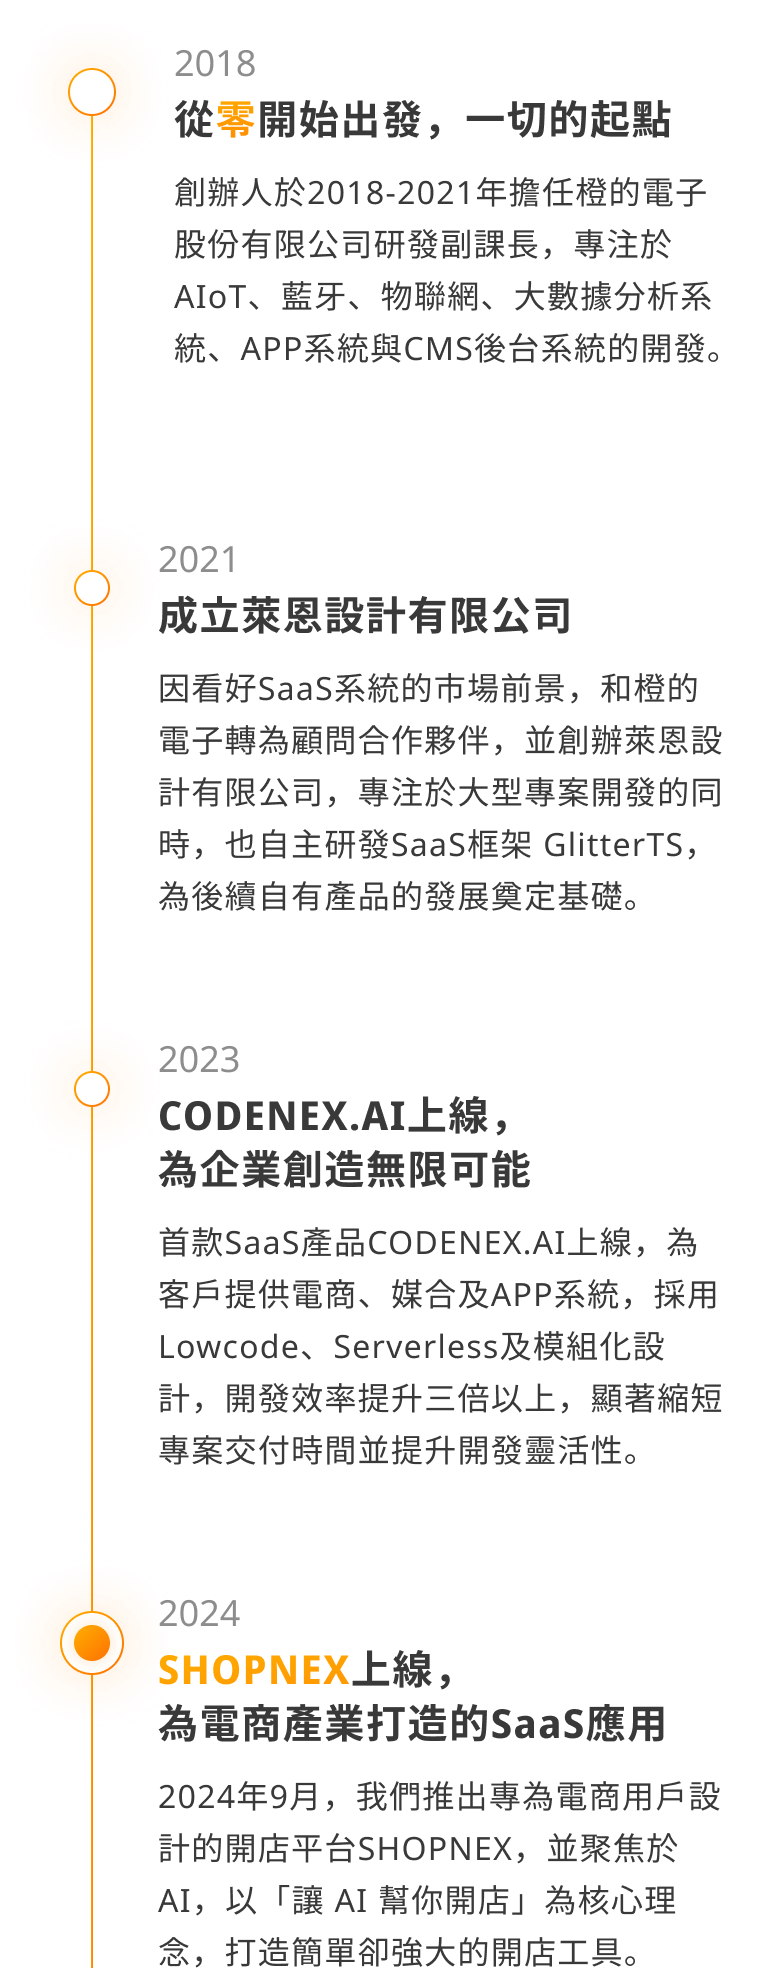 2018
從零開始出發，一切的起點
創辦人於2018-2021年擔任橙的電子
股份有限公司研發副課長，專注於
AIoT、藍牙、物聯網、大數據分析系
統、APP系統與CMS後台系統的開發。
2021
成立萊恩設計有限公司
因看好SaaS系統的市場前景，和橙的
電子轉為顧問合作夥伴，並創辦萊恩設
計有限公司，專注於大型專案開發的同
時，也自主研發SaaS框架 GlitterTS，
為後續自有產品的發展奠定基礎。
2023
CODENEX.AI上線，
為企業創造無限可能
首款SaaS產品CODENEX.AI上線，為
客戶提供電商、媒合及APP系統，採用
Lowcode、Serverless及模組化設
計，開發效率提升三倍以上，顯著縮短
專案交付時間並提升開發靈活性。
2024
SHOPNEX上線，
為電商產業打造的SaaS應用
2024年9月，我們推出專為電商用戶設
計的開店平台SHOPNEX，並聚焦於
AI，以「讓 AI 幫你開店」為核心理
念，打造簡單卻強大的開店工具。